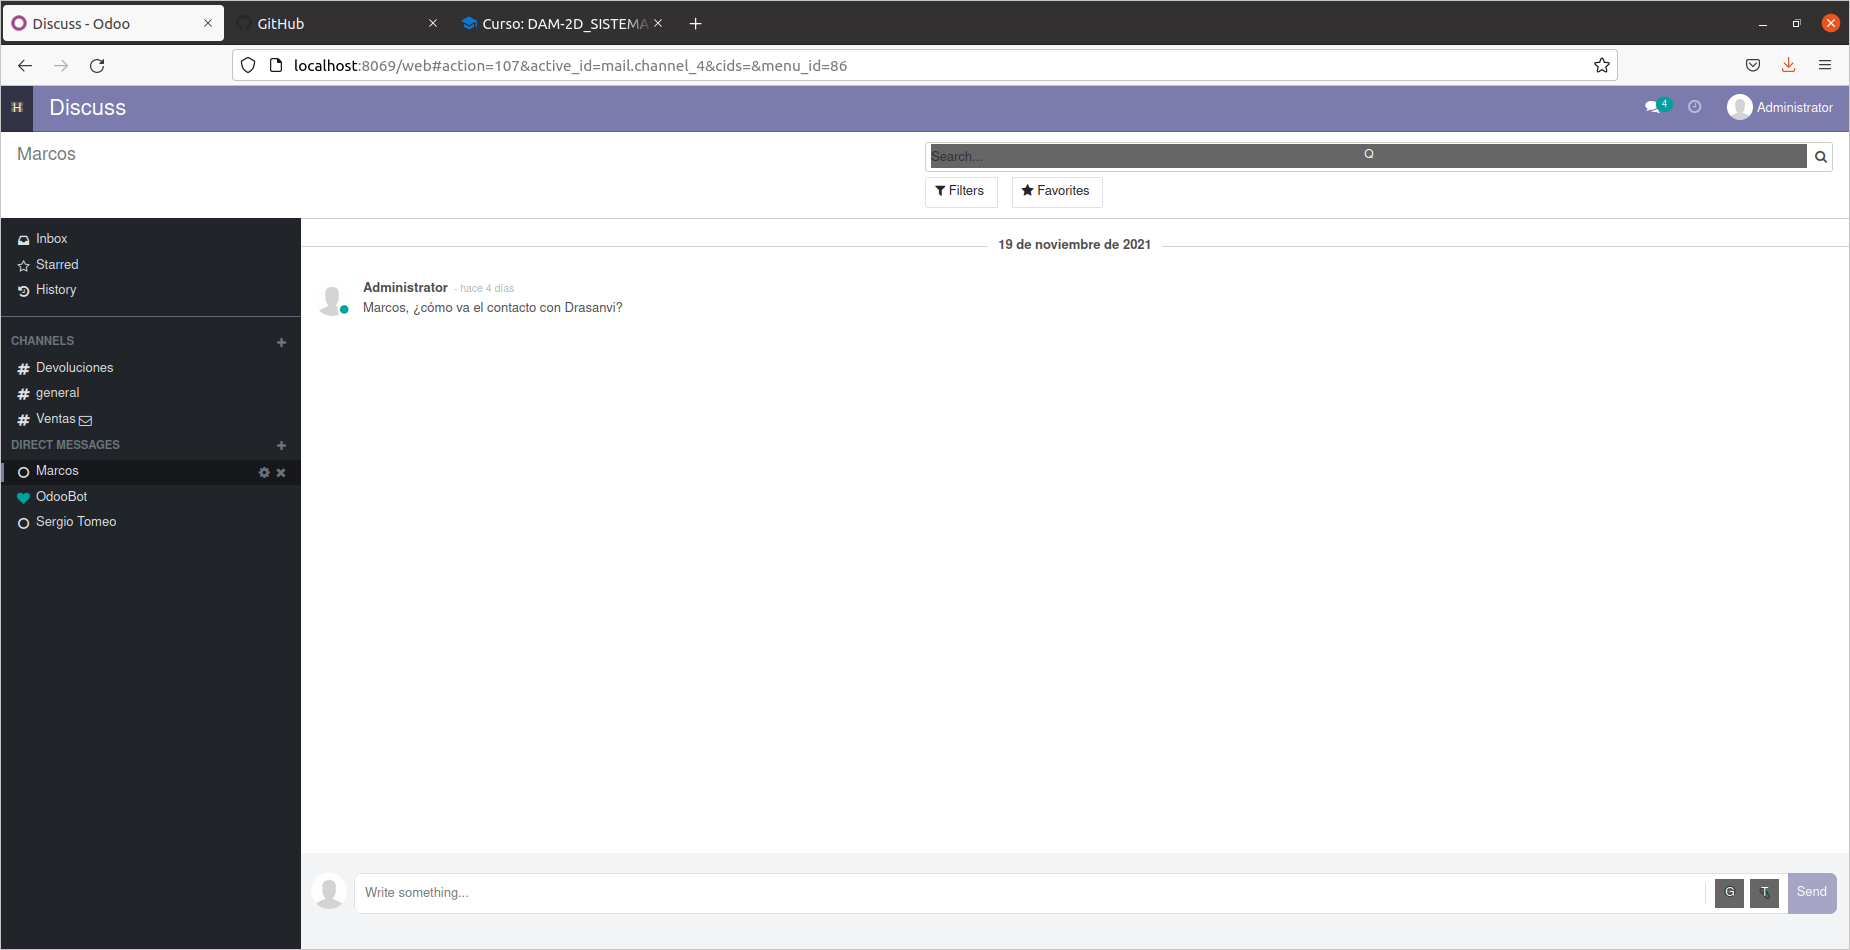 Discuss - Odoo
GitHub
Curso: DAM-2D_SISTEMA
localhost:8069/web#action=107&active_id=mail.channel_4&cids=&menu_id=86
H
Discuss
4
Administrator
Marcos
Search...
Q
Filters
Favorites
Inbox
Starred
History
CHANNELS
# Devoluciones
# general
# Ventas
DIRECT MESSAGES
Marcos
OdooBot
Sergio Tomeo
19 de noviembre de 2021
Administrator - hace 4 días
Marcos, ¿cómo va el contacto con Drasanvi?
Write something...
G
T
Send